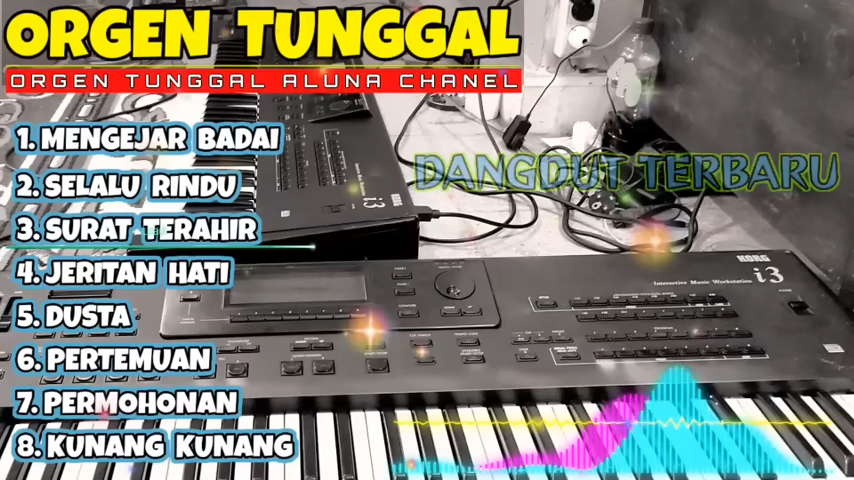 ORGEN TUNGGAL
ORGEN TUNGGAL ALUNA CHANEL
1. MENGEJAR BADAI
2. SELALU RINDU
3. SURAT TERAHIR
4. JERITAN HATI
5. DUSTA
6. PERTEMUAN
7. PERMOHONAN
8. KUNANG KUNANG
DANGDUT TERBARU
i3
KORG
Interactive Music Workstation i3